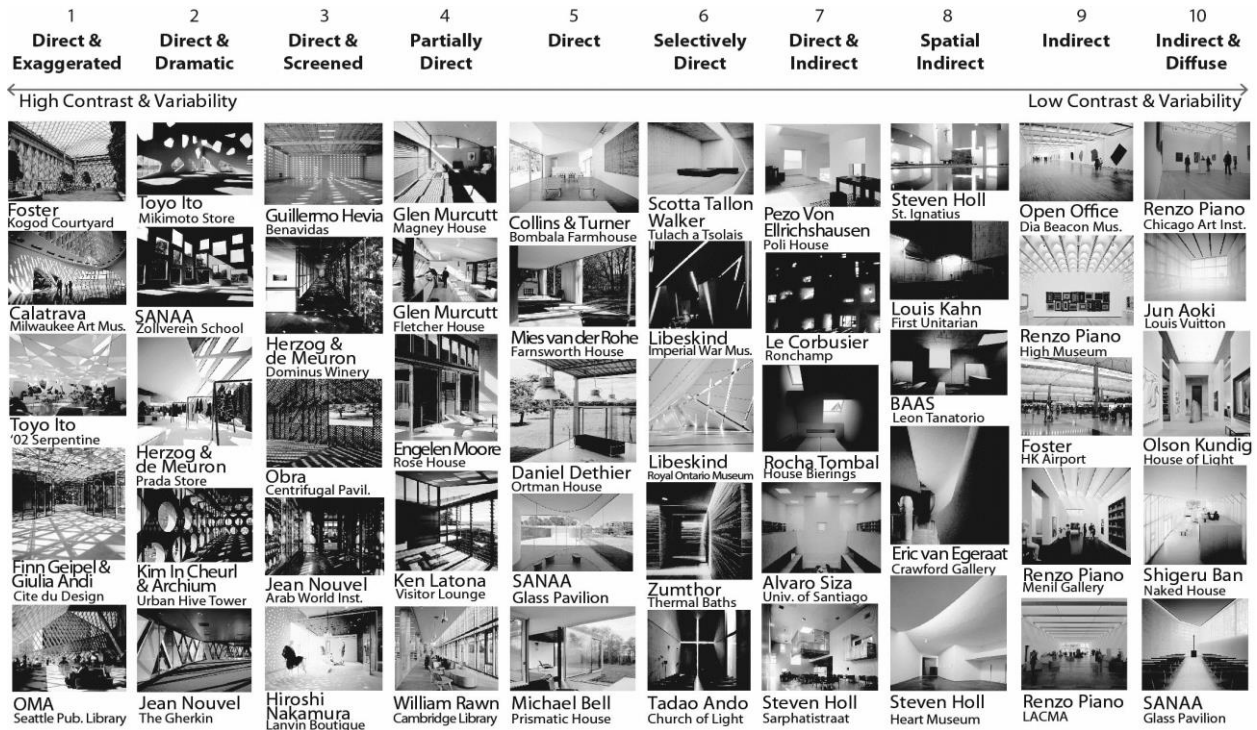 1
Direct &
Exaggerated
2
Direct &
Dramatic
3
Direct &
Screened
4
Partially
Direct
5
Direct
6
Selectively
Direct
7
Direct &
Indirect
8
Spatial
Indirect
9
Indirect
10
Indirect &
Diffuse
High Contrast & Variability
Low Contrast & Variability
Foster
Kogod Courtyard
Calatrava
Milwaukee Art Mus.
Toyo Ito
'02 Serpentine
Finn Geipel &
Giulia Andi
Cite du Design
OMA
Seattle Pub. Library
Toyo Ito
Mikimoto Store
SANAA
Zollverein School
Herzog &
de Meuron
Prada Store
Kim In Cheurl
& Archium
Urban Hive Tower
Jean Nouvel
The Gherkin
Guillermo Hevia
Benavidas
Herzog &
de Meuron
Dominus Winery
Obra
Centrifugal Pavil.
Jean Nouvel
Arab World Inst.
Hiroshi
Nakamura
Lanvin Boutique
Glen Murcutt
Magney House
Glen Murcutt
Fletcher House
Engelen Moore
Rose House
Ken Latona
Visitor Lounge
William Rawn
Cambridge Library
Collins & Turner
Bombala Farmhouse
Mies van der Rohe
Farnsworth House
Daniel Dethier
Ortman House
SANAA
Glass Pavilion
Michael Bell
Prismatic House
Scotta Tallon
Walker
Tulach a Tsolais
Libeskind
Imperial War Mus.
Libeskind
Royal Ontario Museum
Zumthor
Thermal Baths
Tadao Ando
Church of Light
Pezo Von
Ellrichshausen
Poli House
Le Corbusier
Ronchamp
Rocha Tombal
House Bierings
Alvaro Siza
Univ. of Santiago
Steven Holl
Sarphatistraat
Steven Holl
St. Ignatius
Louis Kahn
First Unitarian
BAAS
Leon Tanatorio
Eric van Egeraat
Crawford Gallery
Steven Holl
Heart Museum
Open Office
Dia Beacon Mus.
Renzo Piano
High Museum
Foster
HK Airport
Renzo Piano
Menil Gallery
Renzo Piano
LACMA
Renzo Piano
Chicago Art Inst.
Jun Aoki
Louis Vuitton
Olson Kundig
House of Light
Shigeru Ban
Naked House
SANAA
Glass Pavilion